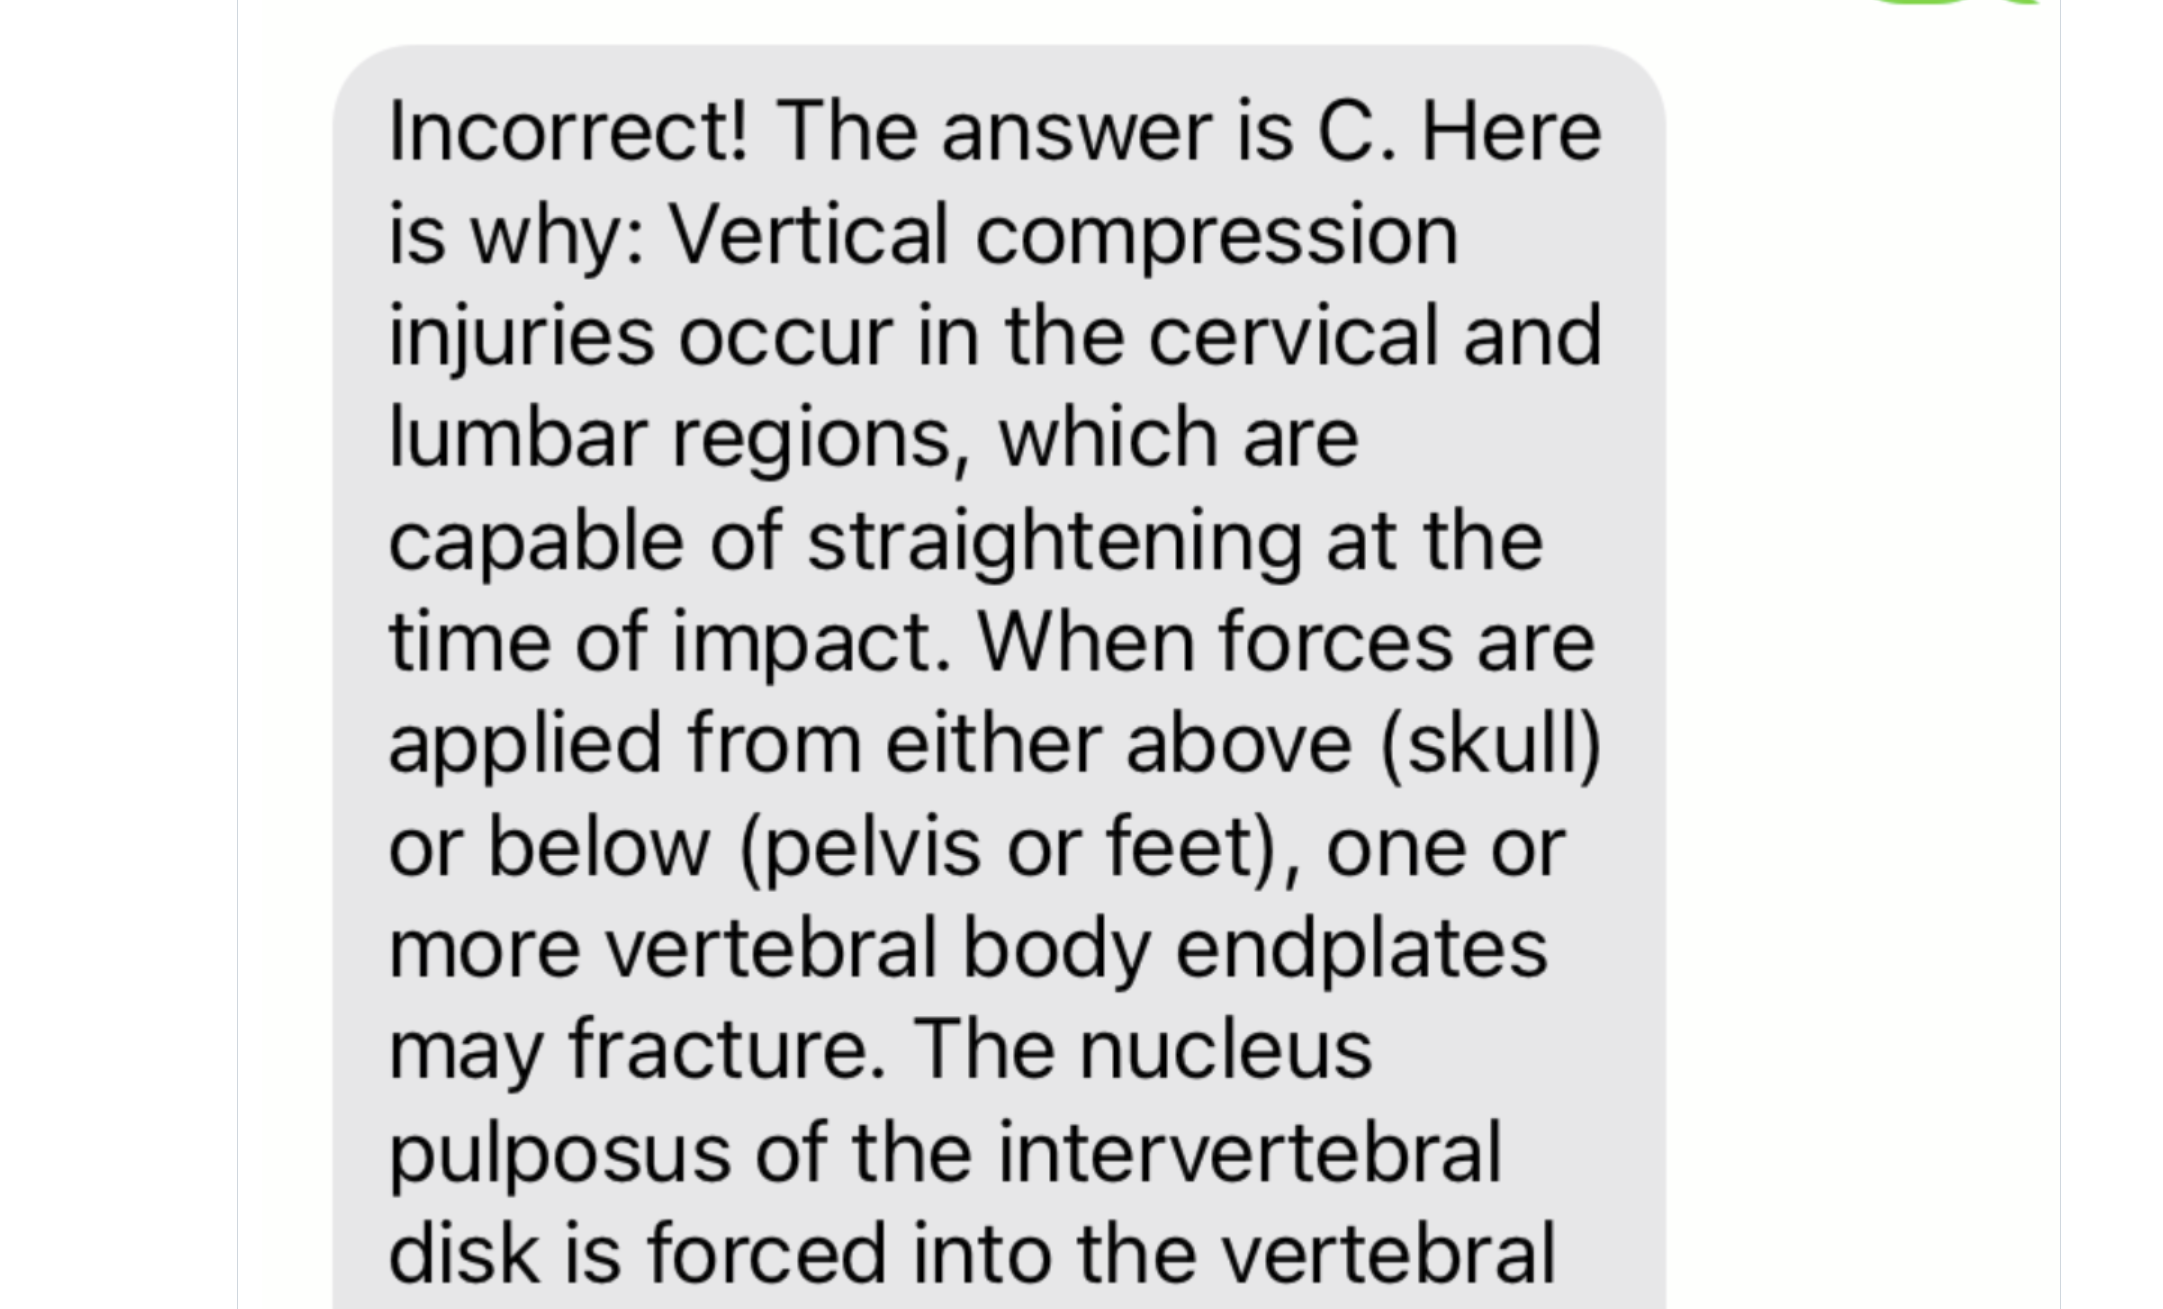 Incorrect! The answer is C. Here
is why: Vertical compression
injuries occur in the cervical and
lumbar regions, which are
capable of straightening at the
time of impact. When forces are
applied from either above (skull)
or below (pelvis or feet), one or
more vertebral body endplates
may fracture. The nucleus
pulposus of the intervertebral
disk is forced into the vertebral